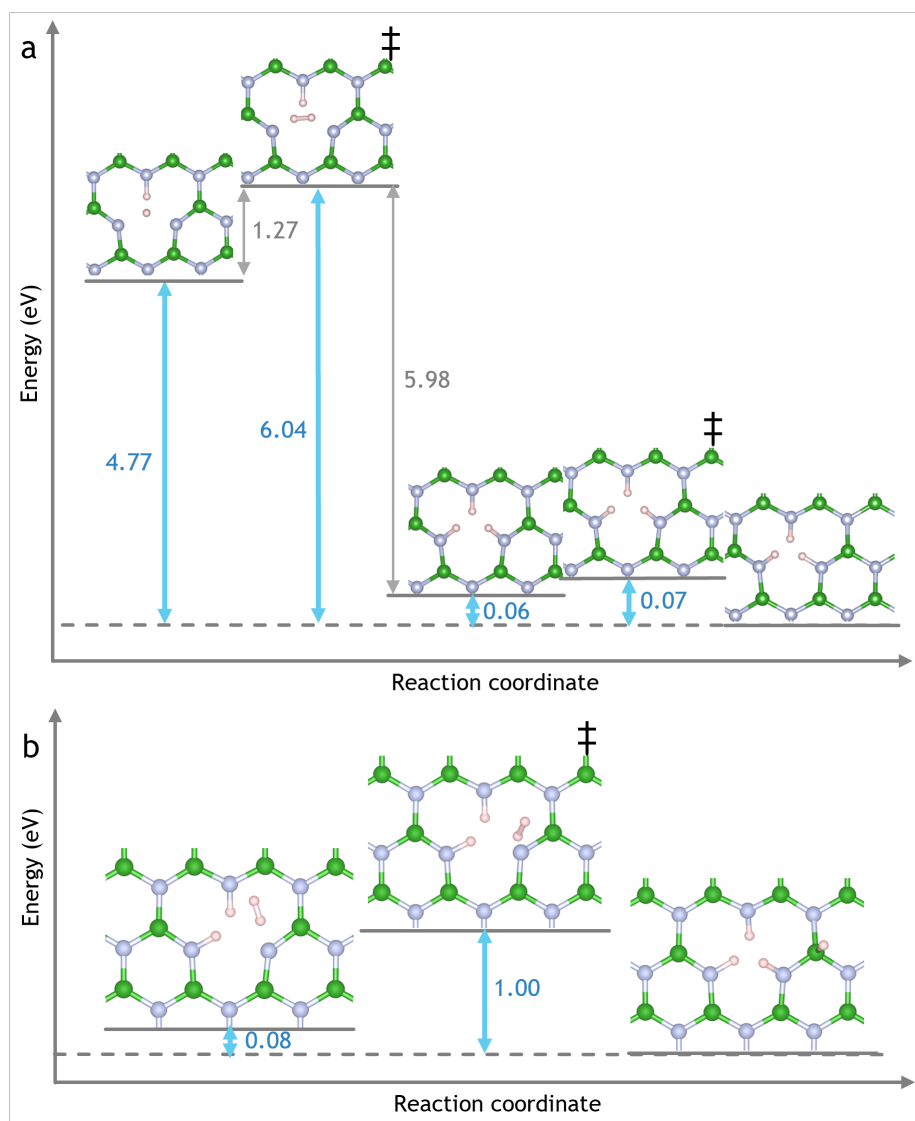 a
‡
1.27
5.98
6.04
4.77
‡
0.06
0.07
Energy (eV)
Reaction coordinate
b
‡
1.00
0.08
Energy (eV)
Reaction coordinate